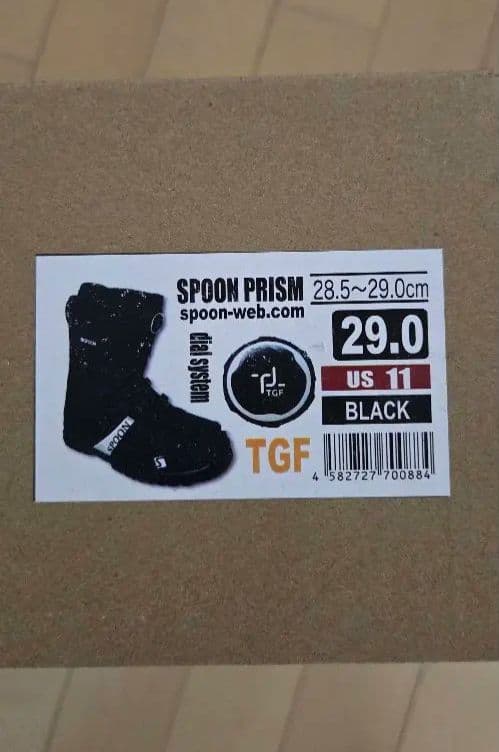 SPOON PRISM
spoon-web.com
28.5～29.0cm
29.0
US 11
BLACK
dial system
TGF
TGF
SPOON
4 582727 700884